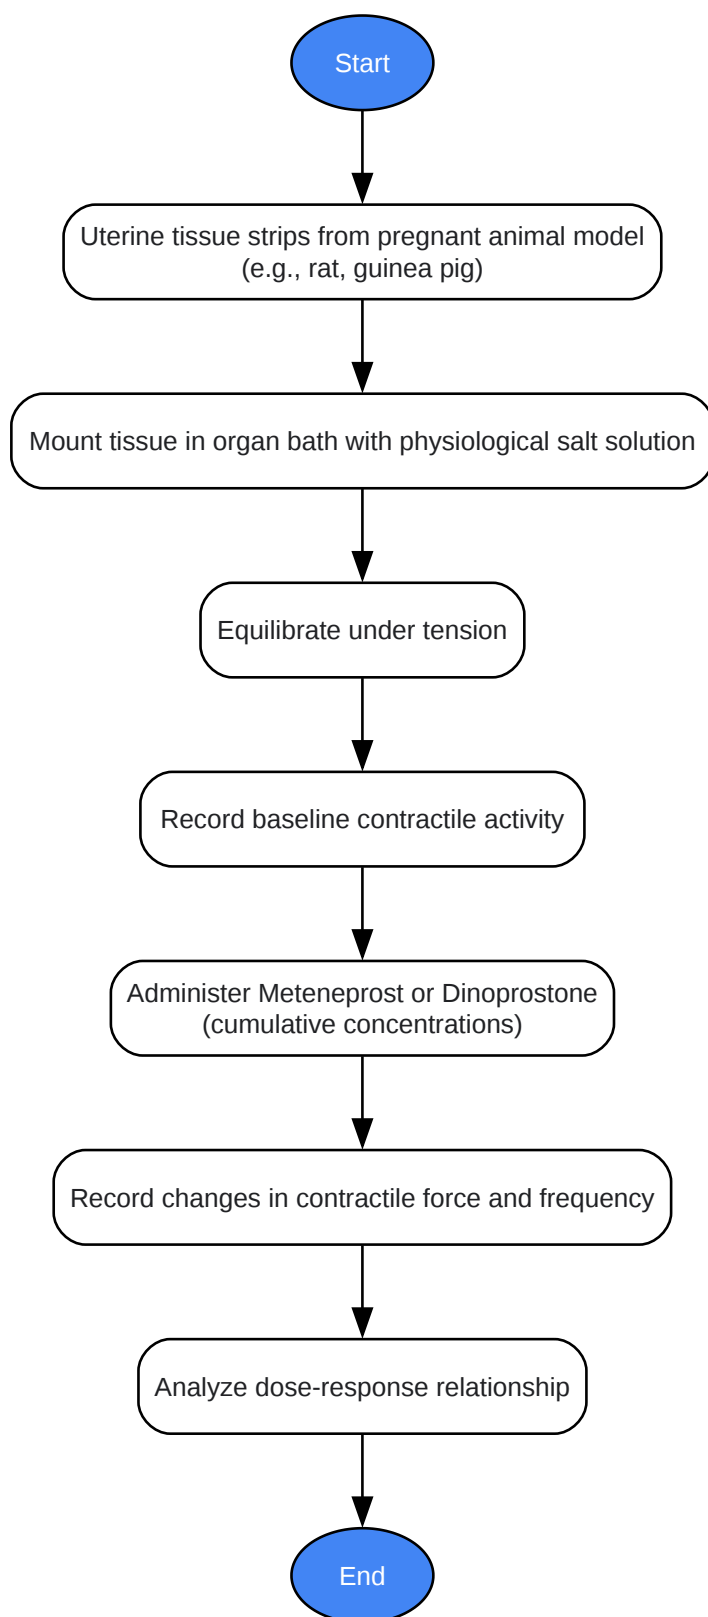 Start
Uterine tissue strips from pregnant animal model
(e.g., rat, guinea pig)
Mount tissue in organ bath with physiological salt solution
Equilibrate under tension
Record baseline contractile activity
Administer Meteneprost or Dinoprostone
(cumulative concentrations)
Record changes in contractile force and frequency
Analyze dose-response relationship
End